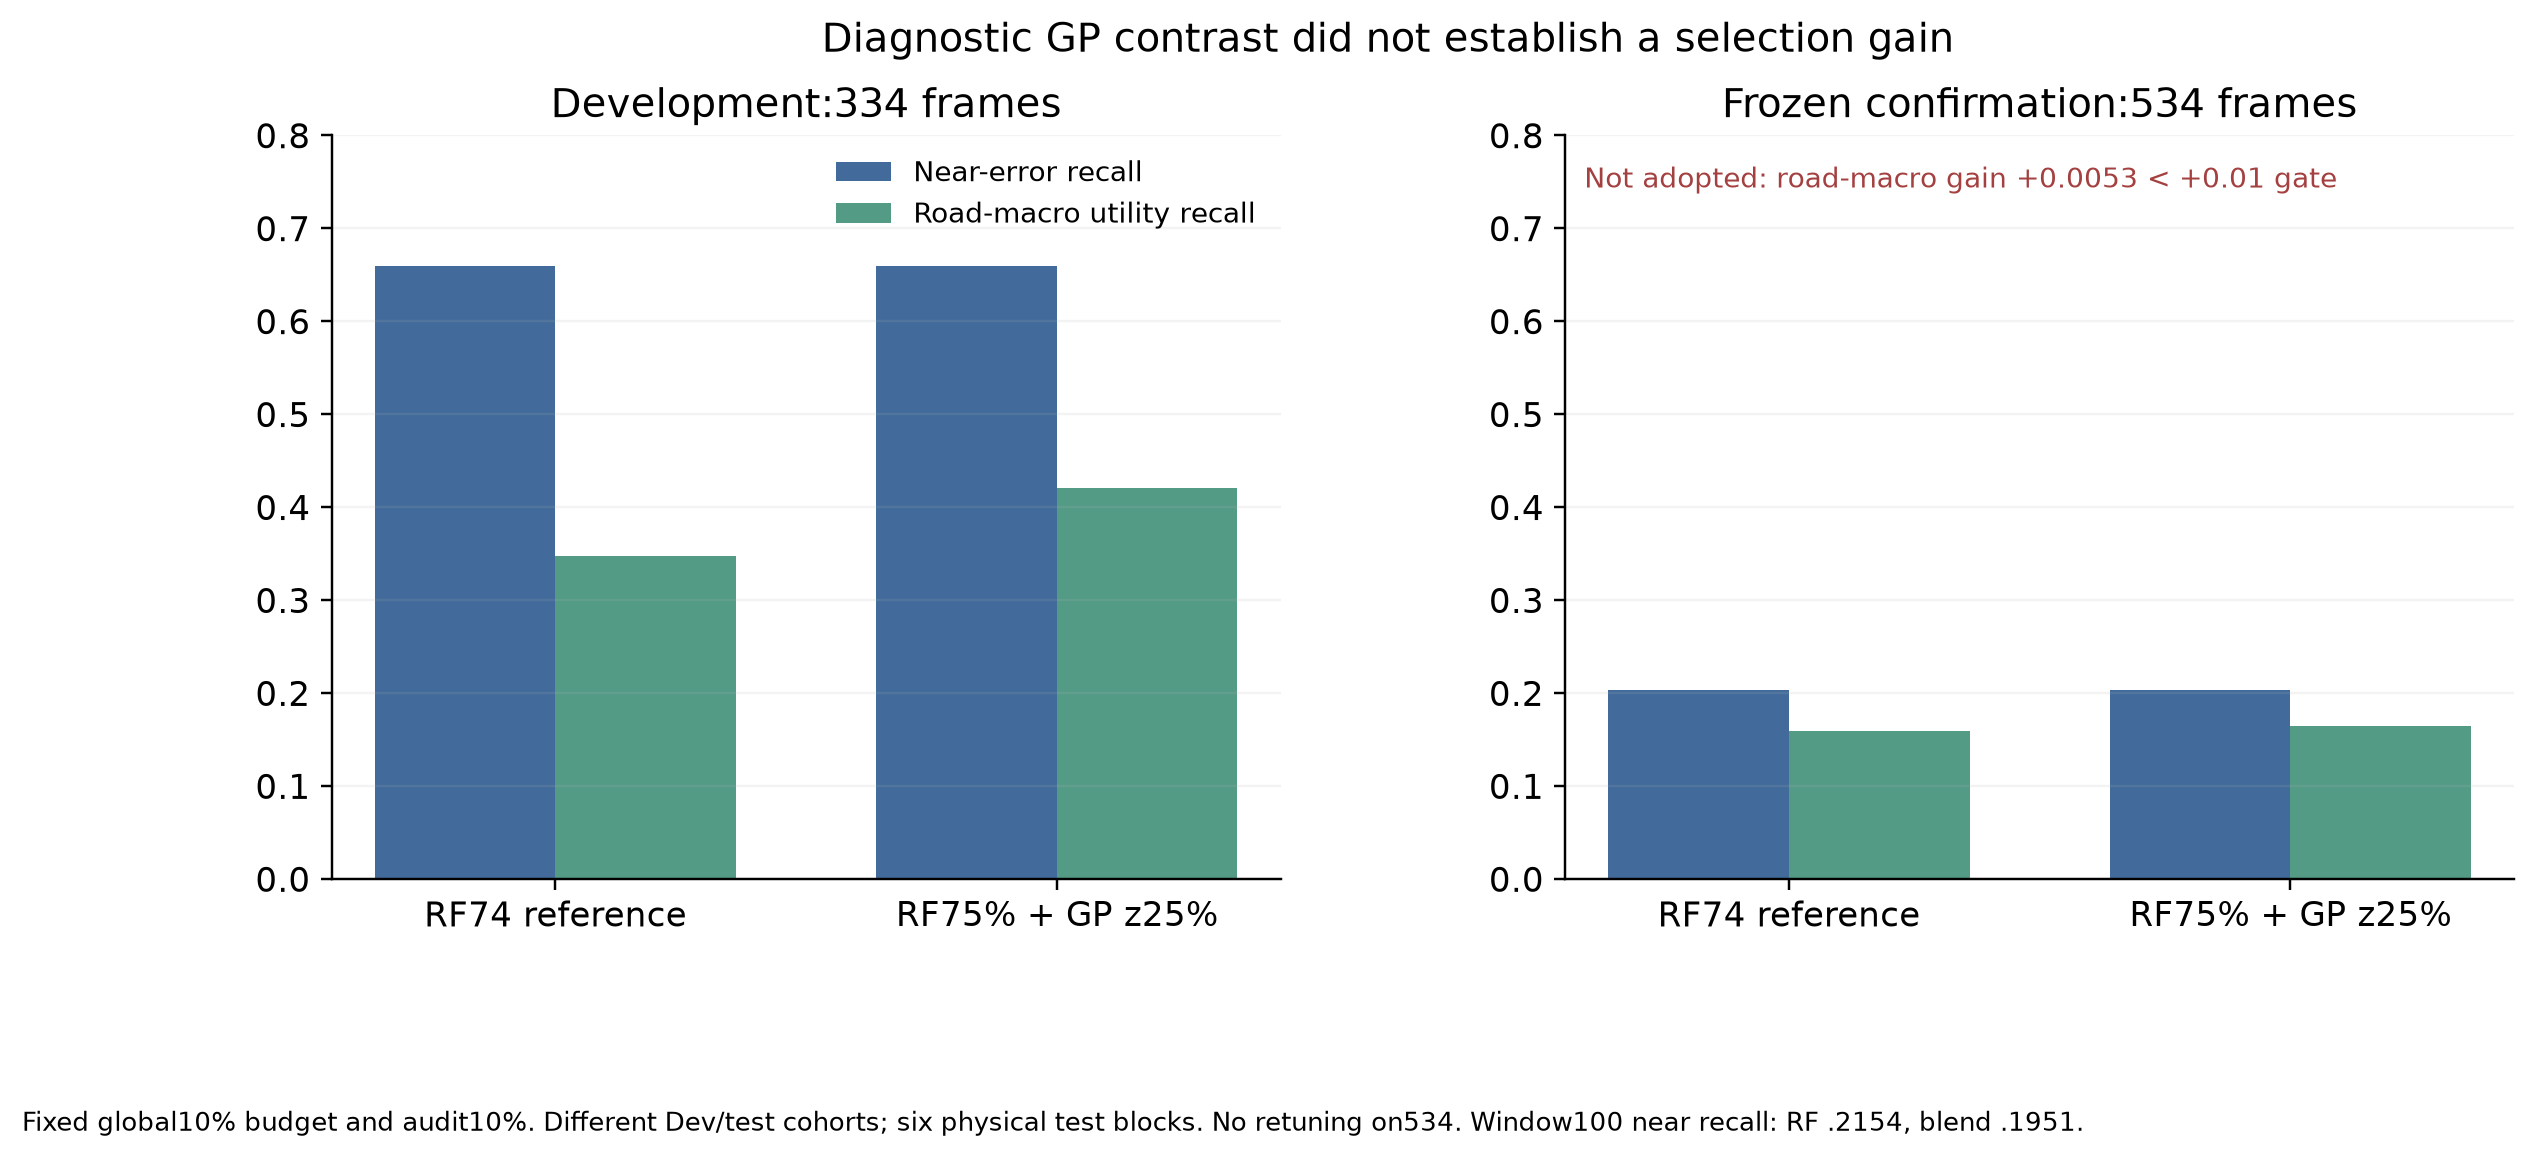 Diagnostic GP contrast did not establish a selection gain
Development:334 frames
0.8
0.7
0.6
0.5
0.4
0.3
0.2
0.1
0.0
Near-error recall
Road-macro utility recall
RF74 reference
RF75% + GP z25%
Frozen confirmation:534 frames
0.8
0.7
0.6
0.5
0.4
0.3
0.2
0.1
0.0
Not adopted: road-macro gain +0.0053 < +0.01 gate
RF74 reference
RF75% + GP z25%
Fixed global10% budget and audit10%. Different Dev/test cohorts; six physical test blocks. No retuning on534. Window100 near recall: RF .2154, blend .1951.